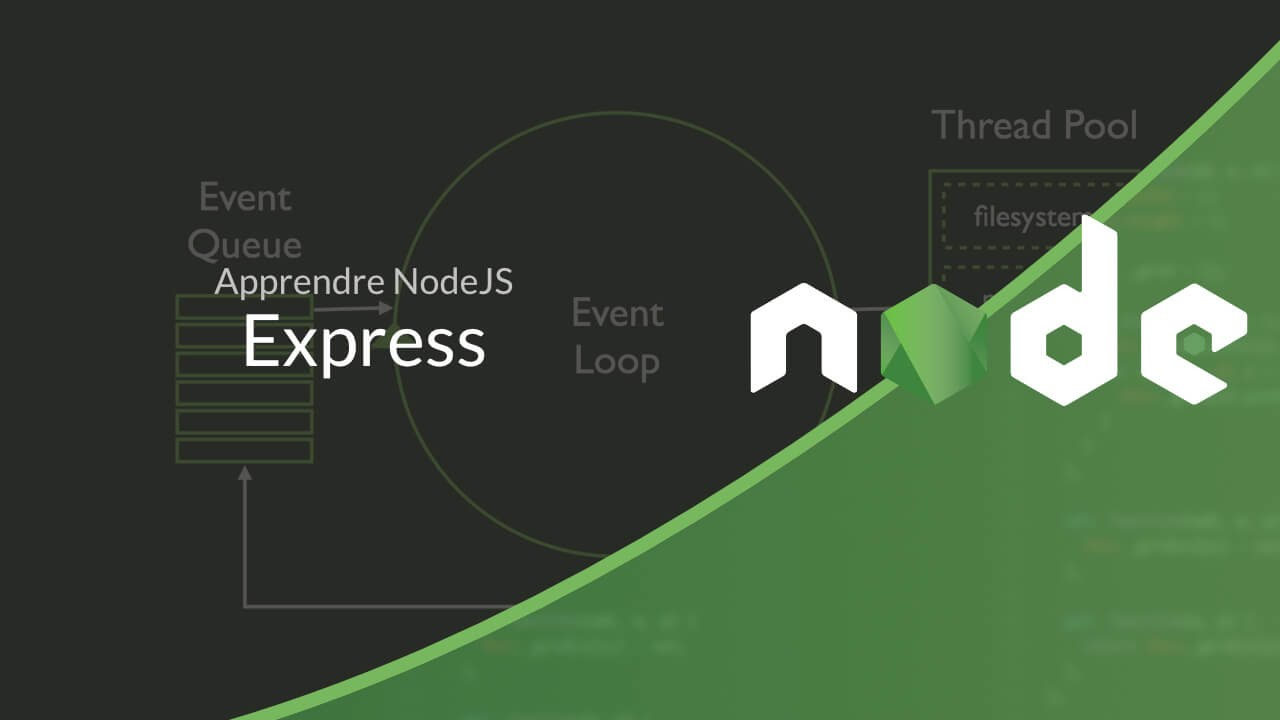 Thread Pool
Event
Queue
filesystem
Apprendre NodeJS
Express
Event
Loop
node